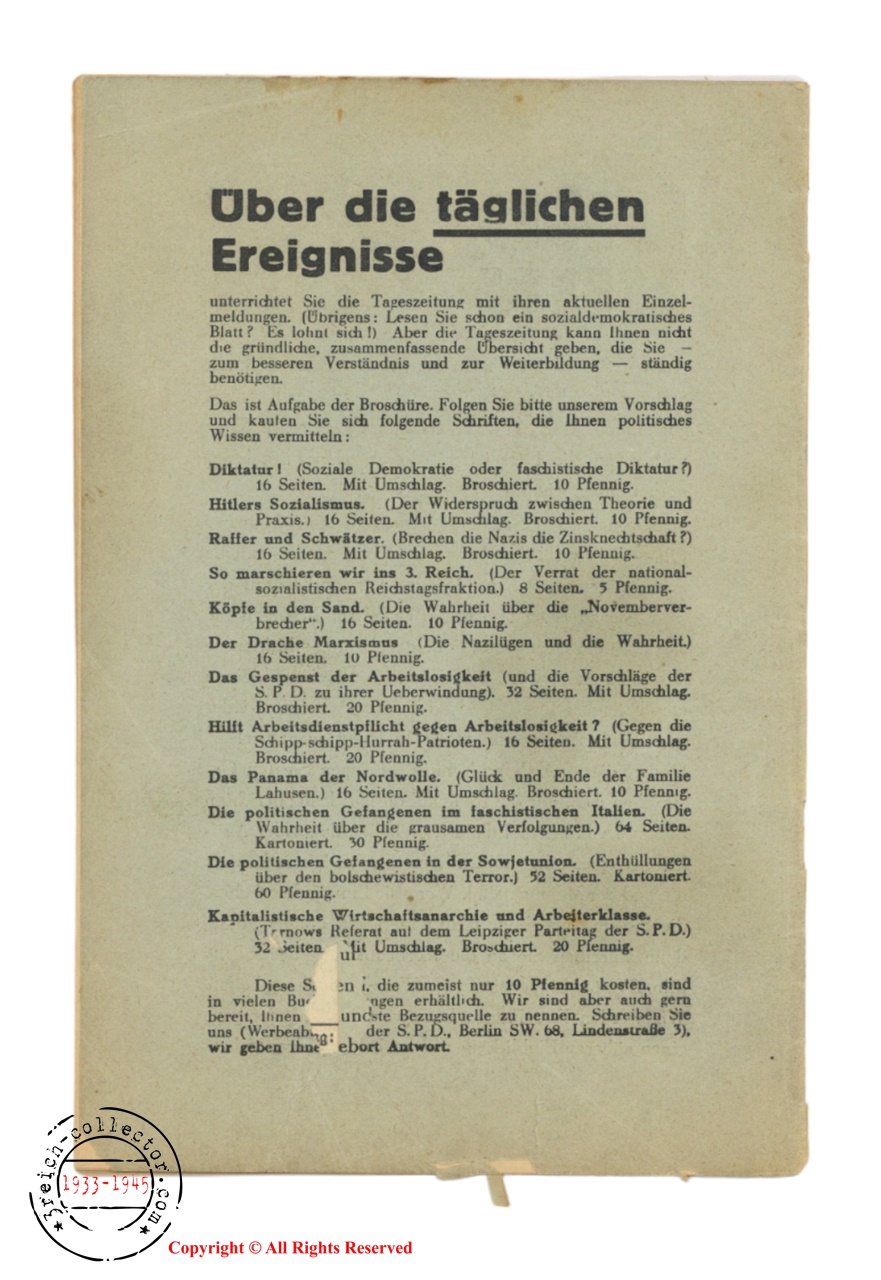 Über die täglichen
Ereignisse
unterrichtet Sie die Tageszeitung mit ihren aktuellen Einzel-
meldungen. (Übrigens: Lesen Sie schon ein sozialdemokratisches
Blatt? Es lohnt sich!) Aber die Tageszeitung kann Ihnen nicht
die gründliche, zusammenfassende Übersicht geben, die Sie —
zum besseren Verständnis und zur Weiterbildung — ständig
benötigen.
Das ist Aufgabe der Broschüre. Folgen Sie bitte unserem Vorschlag
und kaufen Sie sich folgende Schriften, die Ihnen politisches
Wissen vermitteln:
Diktatur! (Soziale Demokratie oder faschistische Diktatur?)
16 Seiten. Mit Umschlag. Broschiert. 10 Pfennig.
Hitlers Sozialismus. (Der Widerspruch zwischen Theorie und
Praxis.) 16 Seiten. Mit Umschlag. Broschiert. 10 Pfennig.
Raffer und Schwätzer. (Brechen die Nazis die Zinsknechtschaft?)
16 Seiten. Mit Umschlag. Broschiert. 10 Pfennig.
So marschieren wir ins 3. Reich. (Der Verrat der national-
sozialistischen Reichstagsfraktion.) 8 Seiten. 5 Pfennig.
Köpfe in den Sand. (Die Wahrheit über die „Novemberver-
brecher“.) 16 Seiten. 10 Pfennig.
Der Drache Marxismus (Die Nazilügen und die Wahrheit.)
16 Seiten. 10 Pfennig.
Das Gespenst der Arbeitslosigkeit (und die Vorschläge der
S. P. D. zu ihrer Ueberwindung). 32 Seiten. Mit Umschlag.
Broschiert. 20 Pfennig.
Hilft Arbeitsdienstpflicht gegen Arbeitslosigkeit? (Gegen die
Schipp-schipp-Hurrah-Patrioten.) 16 Seiten. Mit Umschlag.
Broschiert. 20 Pfennig.
Das Panama der Nordwolle. (Glück und Ende der Familie
Lahusen.) 16 Seiten. Mit Umschlag. Broschiert. 10 Pfennig.
Die politischen Gefangenen im faschistischen Italien. (Die
Wahrheit über die grausamen Verfolgungen.) 64 Seiten.
Kartoniert. 30 Pfennig.
Die politischen Gefangenen in der Sowjetunion. (Enthüllungen
über den bolschewistischen Terror.) 52 Seiten. Kartoniert.
60 Pfennig.
Kapitalistische Wirtschaftsanarchie und Arbeiterklasse.
(Tarnows Referat auf dem Leipziger Parteitag der S. P. D.)
32 Seiten. Mit Umschlag. Broschiert. 20 Pfennig.
Diese die zumeist nur 10 Pfennig kosten, sind
in vielen erhältlich. Wir sind aber auch gern
bereit, Ihnen Bezugsquelle zu nennen. Schreiben Sie
uns der S. P. D., Berlin SW. 68, Lindenstraße 3),
wir geben Antwort.
3reich-collector.com
1933-1945
Copyright © All Rights Reserved